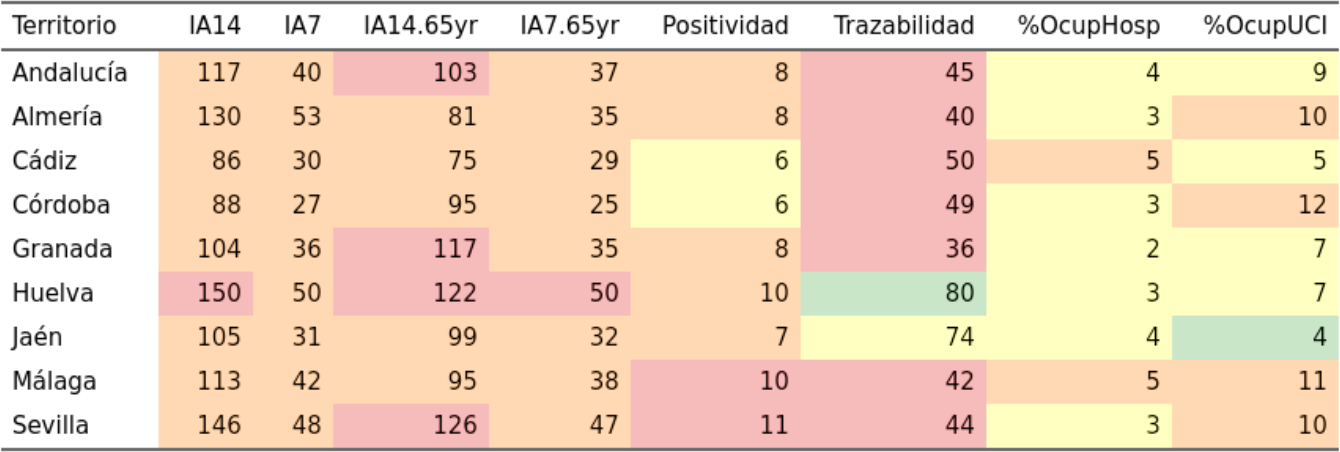 Territorio IA14 IA7 IA14.65yr IA7.65yr Positividad Trazabilidad %OcupHosp %OcupUCI
Andalucía 117 40 103 37 8 45 4 9
Almería 130 53 81 35 8 40 3 10
Cádiz 86 30 75 29 6 50 5 5
Córdoba 88 27 95 25 6 49 3 12
Granada 104 36 117 35 8 36 2 7
Huelva 150 50 122 50 10 80 3 7
Jaén 105 31 99 32 7 74 4 4
Málaga 113 42 95 38 10 42 5 11
Sevilla 146 48 126 47 11 44 3 10